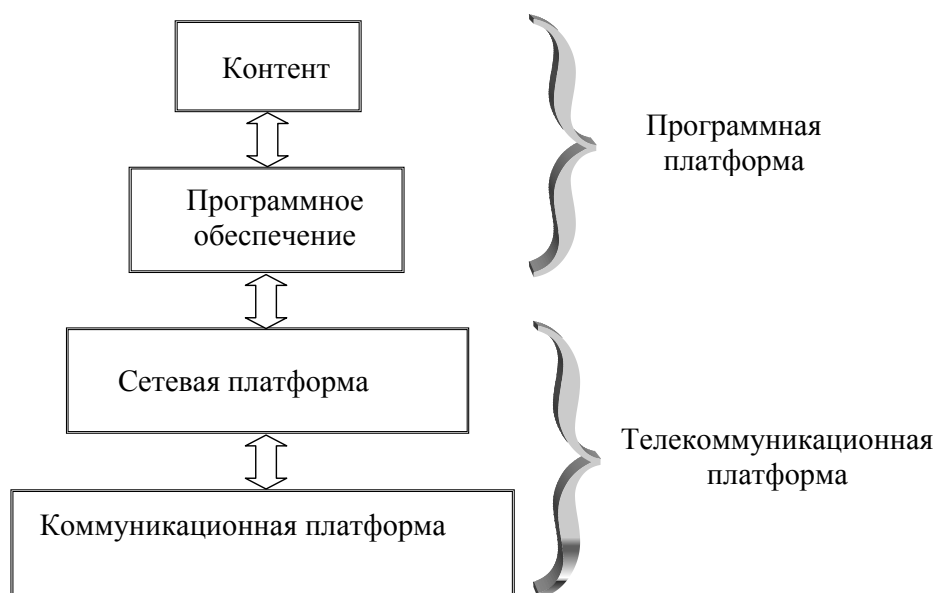 Контент
Программное
обеспечение
Программная
платформа
Сетевая платформа
Коммуникационная платформа
Телекоммуникационная
платформа